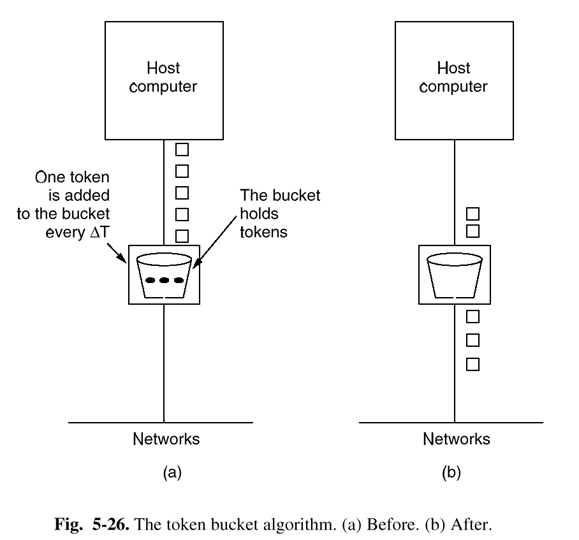 Host
computer
Host
computer
One token
is added
to the bucket
every ΔT
The bucket
holds
tokens
Networks
Networks
(a)
(b)
Fig. 5-26. The token bucket algorithm. (a) Before. (b) After.